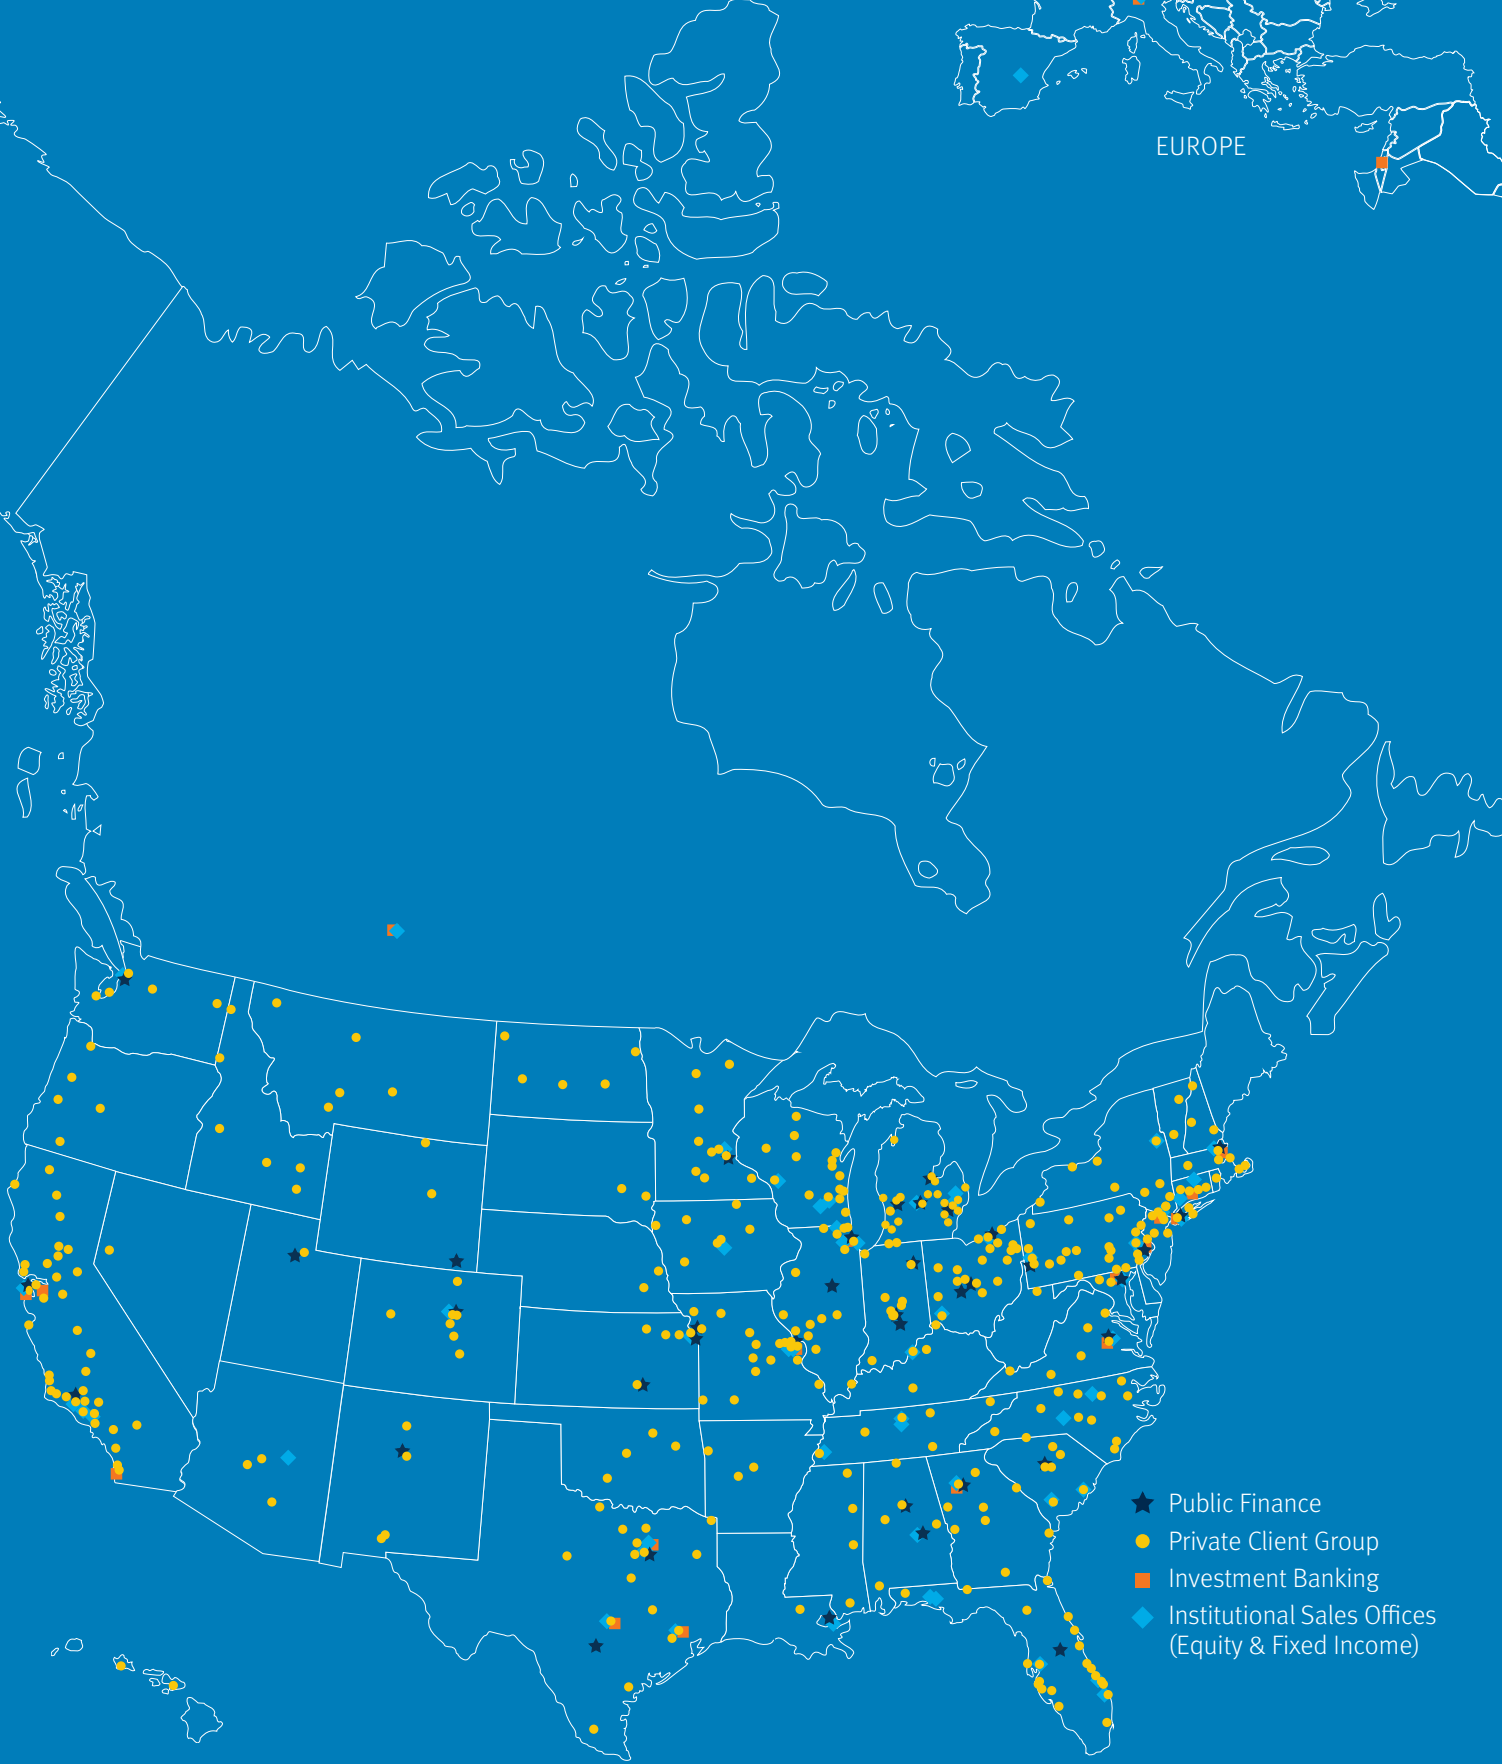 EUROPE
Public Finance
Private Client Group
Investment Banking
Institutional Sales Offices
(Equity & Fixed Income)